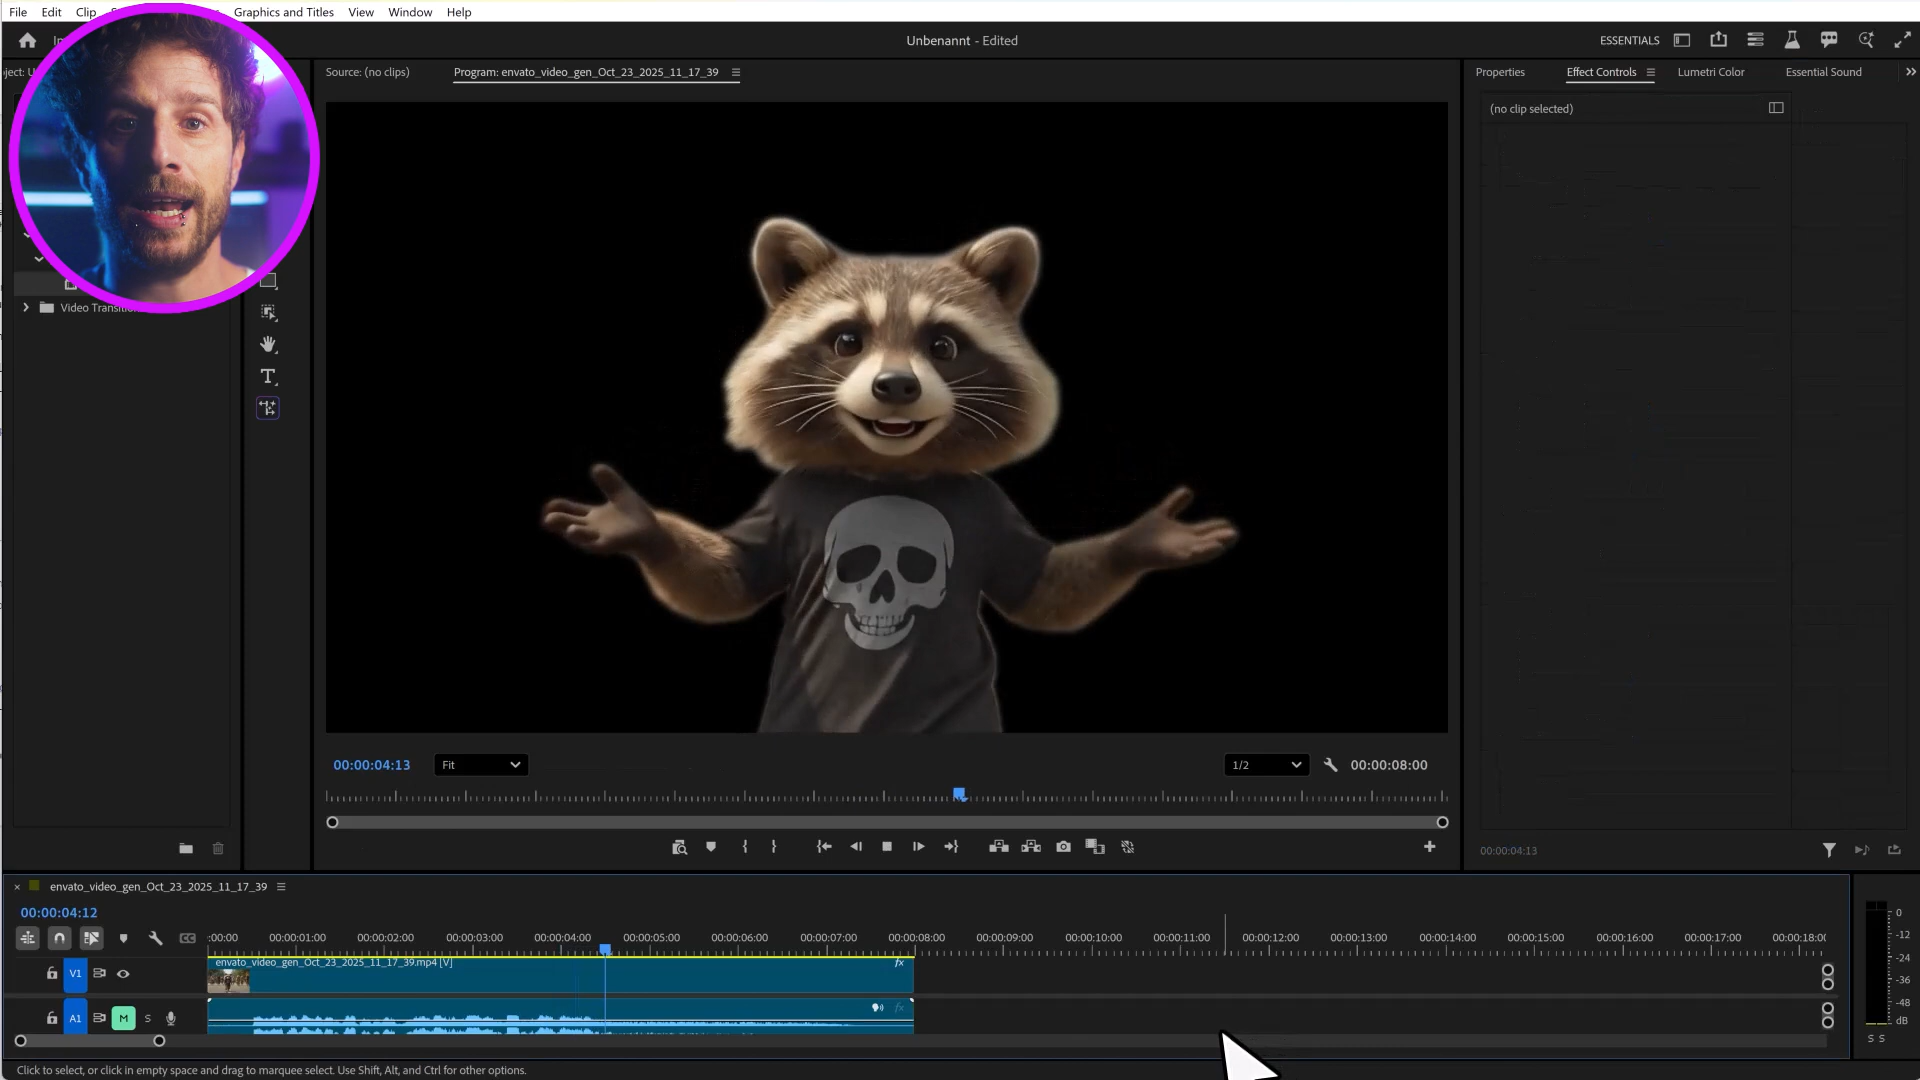 File Edit Clip Graphics and Titles View Window Help
Unbenannt - Edited
ESSENTIALS
Source: (no clips)
Program: envato_video_gen_Oct_23_2025_11_17_39
Properties
Effect Controls
Lumetri Color
Essential Sound
(no clip selected)
Video Transitio
00:00:04:13
Fit
1/2
00:00:08:00
00:00:04:13
× envato_video_gen_Oct_23_2025_11_17_39
00:00:04:12
:00:00 00:00:01:00 00:00:02:00 00:00:03:00 00:00:04:00 00:00:05:00 00:00:06:00 00:00:07:00 00:00:08:00 00:00:09:00 00:00:10:00 00:00:11:00 00:00:12:00 00:00:13:00 00:00:14:00 00:00:15:00 00:00:16:00 00:00:17:00 00:00:18:00
V1
envato_video_gen_Oct_23_2025_11_17_39.mp4 [V]
fx
A1
M
S
fx
0
-12
-24
-36
-48
dB
S S
Click to select, or click in empty space and drag to marquee select. Use Shift, Alt, and Ctrl for other options.